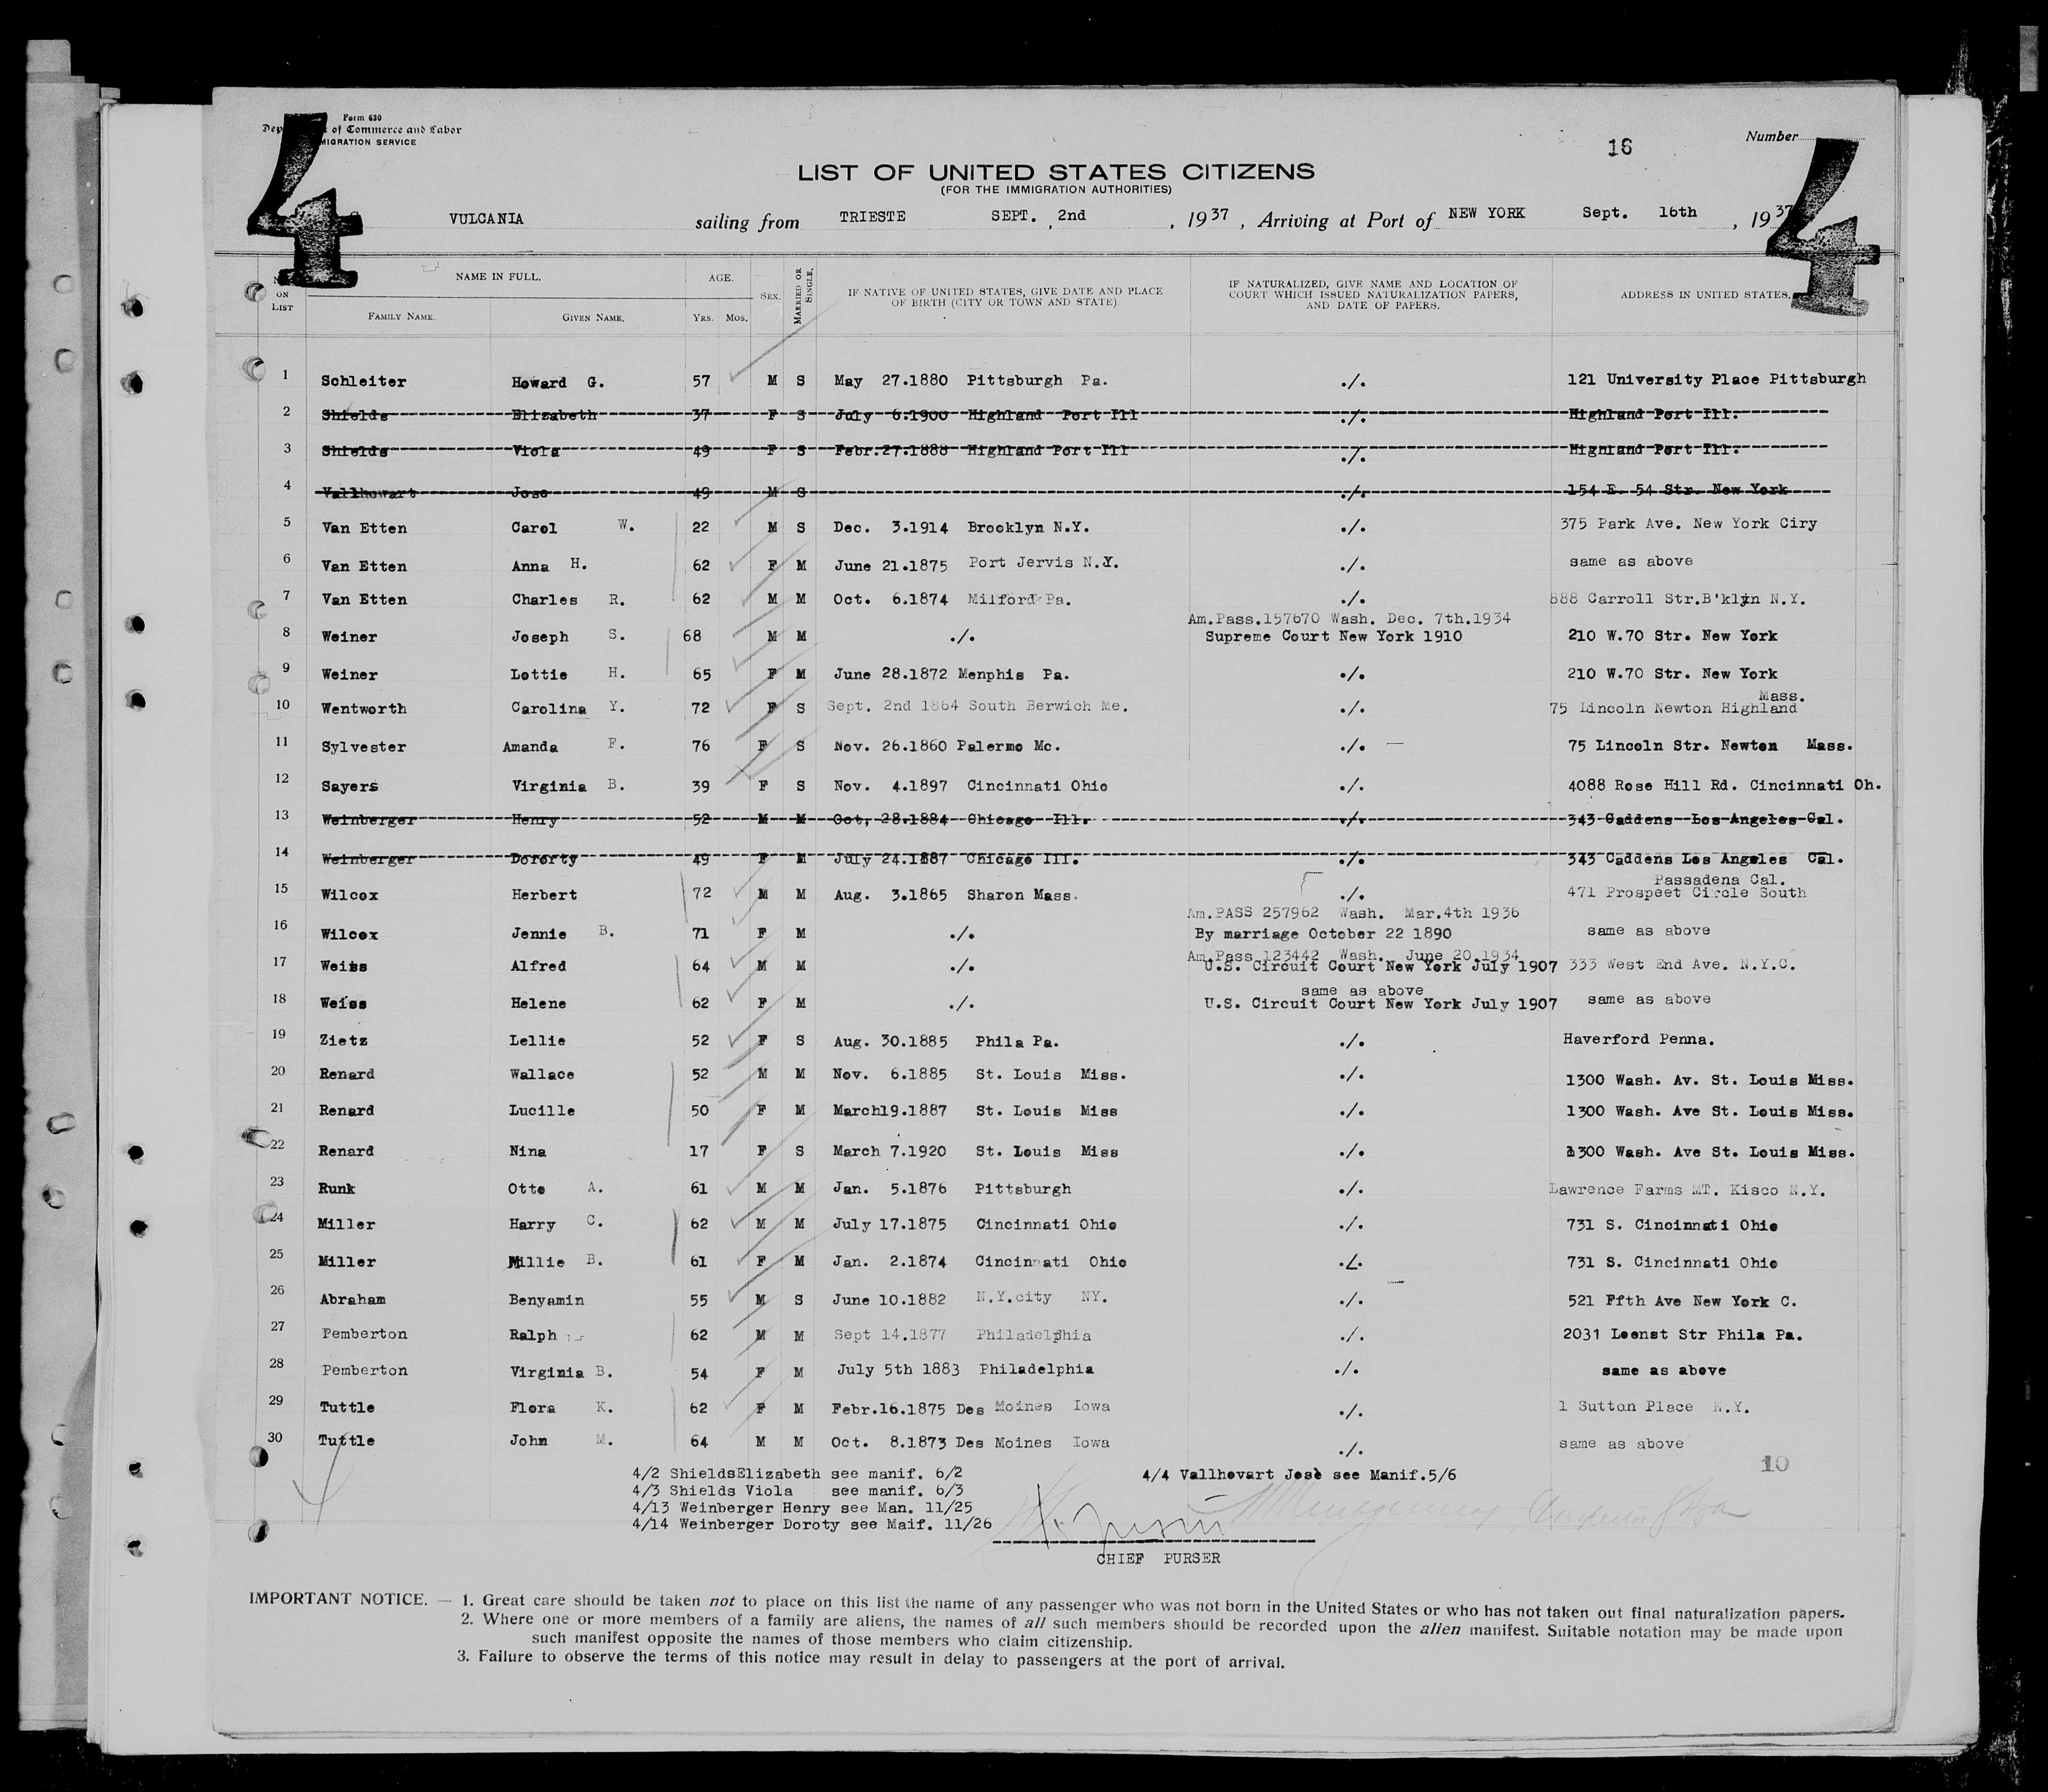 Form 630
of Commerce and Labor
MIGRATION SERVICE
4
4
16
Number
LIST OF UNITED STATES CITIZENS
(FOR THE IMMIGRATION AUTHORITIES)
VULCANIA sailing from TRIESTE SEPT. 2nd, 1937, Arriving at Port of NEW YORK Sept. 16th, 1937
ON LIST
NAME IN FULL.
FAMILY NAME.
GIVEN NAME.
AGE.
YRS. MOS.
SEX.
MARRIED OR SINGLE.
IF NATIVE OF UNITED STATES, GIVE DATE AND PLACE OF BIRTH (CITY OR TOWN AND STATE)
IF NATURALIZED, GIVE NAME AND LOCATION OF COURT WHICH ISSUED NATURALIZATION PAPERS, AND DATE OF PAPERS.
ADDRESS IN UNITED STATES.
1 Schleiter Howard G. 57 M S May 27.1880 Pittsburgh Pa. ./. 121 University Place Pittsburgh
2 Shields Elizabeth 37 F S July 6.1900 Highland Port Ill ./. Highland Port Ill.
3 Shields Viola 49 F S Febr.27.1888 Highland Port Ill ./. Highland Port Ill.
4 Vallhowart Jose 49 M S ./. 154 E. 54 Str. New York
5 Van Etten Carol W. 22 M S Dec. 3.1914 Brooklyn N.Y. ./. 375 Park Ave. New York Ciry
6 Van Etten Anna H. 62 F M June 21.1875 Port Jervis N.Y. ./. same as above
7 Van Etten Charles R. 62 M M Oct. 6.1874 Milford Pa. ./. 888 Carroll Str.B'klyn N.Y.
Am.Pass.157670 Wash. Dec. 7th.1934
8 Weiner Joseph S. 68 M M ./. Supreme Court New York 1910 210 W.70 Str. New York
9 Weiner Lottie H. 65 F M June 28.1872 Menphis Pa. ./. 210 W.70 Str. New York
Mass.
10 Wentworth Carolina Y. 72 F S Sept. 2nd 1864 South Berwich Me. ./. 75 Lincoln Newton Highland
11 Sylvester Amanda F. 76 F S Nov. 26.1860 Palermo Mc. ./. 75 Lincoln Str. Newton Mass.
12 Sayers Virginia B. 39 F S Nov. 4.1897 Cincinnati Ohio ./. 4088 Rose Hill Rd. Cincinnati Oh.
13 Weinberger Henry 52 M M Oct, 28.1884 Chicago Ill. ./. 343 Caddens Los Angeles Cal.
14 Weinberger Dororty 49 F M July 24.1887 Chicago Ill. ./. 343 Caddens Los Angeles Cal.
Passadena Cal.
15 Wilcox Herbert 72 M M Aug. 3.1865 Sharon Mass. ./. 471 Prospect Circle South
Am.PASS 257962 Wash. Mar.4th 1936
16 Wilcox Jennie B. 71 F M ./. By marriage October 22 1890 same as above
Am.Pass 123442 Wash. June 20.1934
17 Weiss Alfred 64 M M ./. U.S. Circuit Court New York July 1907 333 West End Ave. N.Y.C.
same as above
18 Weiss Helene 62 F M ./. U.S. Circuit Court New York July 1907 same as above
19 Zietz Lellie 52 F S Aug. 30.1885 Phila Pa. ./. Haverford Penna.
20 Renard Wallace 52 M M Nov. 6.1885 St. Louis Miss. ./. 1300 Wash. Av. St. Louis Miss.
21 Renard Lucille 50 F M March19.1887 St. Louis Miss ./. 1300 Wash. Ave St. Louis Miss.
22 Renard Nina 17 F S March 7.1920 St. Louis Miss ./. 1300 Wash. Ave St. Louis Miss.
23 Runk Otto A. 61 M M Jan. 5.1876 Pittsburgh ./. Lawrence Farms MT. Kisco N.Y.
24 Miller Harry C. 62 M M July 17.1875 Cincinnati Ohio ./. 731 S. Cincinnati Ohio
25 Miller Millie B. 61 F M Jan. 2.1874 Cincinnati Ohio ./. 731 S. Cincinnati Ohio
26 Abraham Benyamin 55 M S June 10.1882 N.Y.city NY. ./. 521 Ffth Ave New York C.
27 Pemberton Ralph 62 M M Sept 14.1877 Philadelphia ./. 2031 Loonst Str Phila Pa.
28 Pemberton Virginia B. 54 F M July 5th 1883 Philadelphia ./. same as above
29 Tuttle Flora K. 62 F M Febr.16.1875 Des Moines Iowa ./. 1 Sutton Place N.Y.
30 Tuttle John M. 64 M M Oct. 8.1873 Des Moines Iowa ./. same as above
10
4/2 ShieldsElizabeth see manif. 6/2 4/4 Vallhovart Josè see Manif.5/6
4/3 Shields Viola see manif. 6/3
4/13 Weinberger Henry see Man. 11/25
4/14 Weinberger Doroty see Maif. 11/26
CHIEF PURSER
IMPORTANT NOTICE. — 1. Great care should be taken not to place on this list the name of any passenger who was not born in the United States or who has not taken out final naturalization papers.
2. Where one or more members of a family are aliens, the names of all such members should be recorded upon the alien manifest. Suitable notation may be made upon
such manifest opposite the names of those members who claim citizenship.
3. Failure to observe the terms of this notice may result in delay to passengers at the port of arrival.